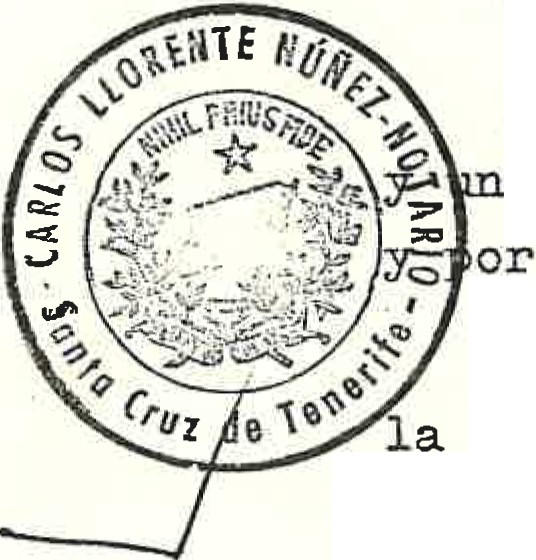 CARLOS LLORENTE NÚÑEZ-NOTARIO-
Santa Cruz de Tenerife-
NIHIL PRIUS FIDE
y un
y por
la